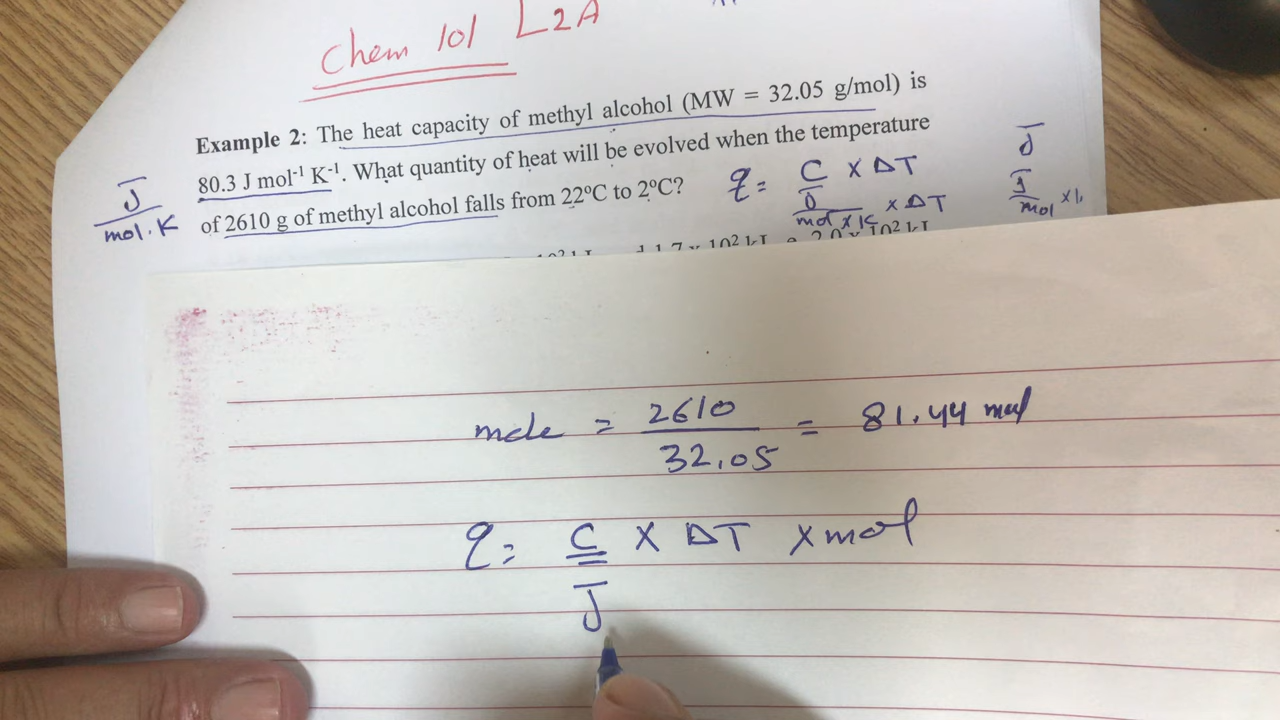 Chem 101 L2A
Example 2: The heat capacity of methyl alcohol (MW = 32.05 g/mol) is
80.3 J mol⁻¹ K⁻¹. What quantity of heat will be evolved when the temperature
of 2610 g of methyl alcohol falls from 22°C to 2°C?
J
mol. K
q = C × ΔT
J
mol × K × ΔT
J
J
mol
mole = 2610
32.05
= 81.44 mol
q = C × ΔT × mol
J